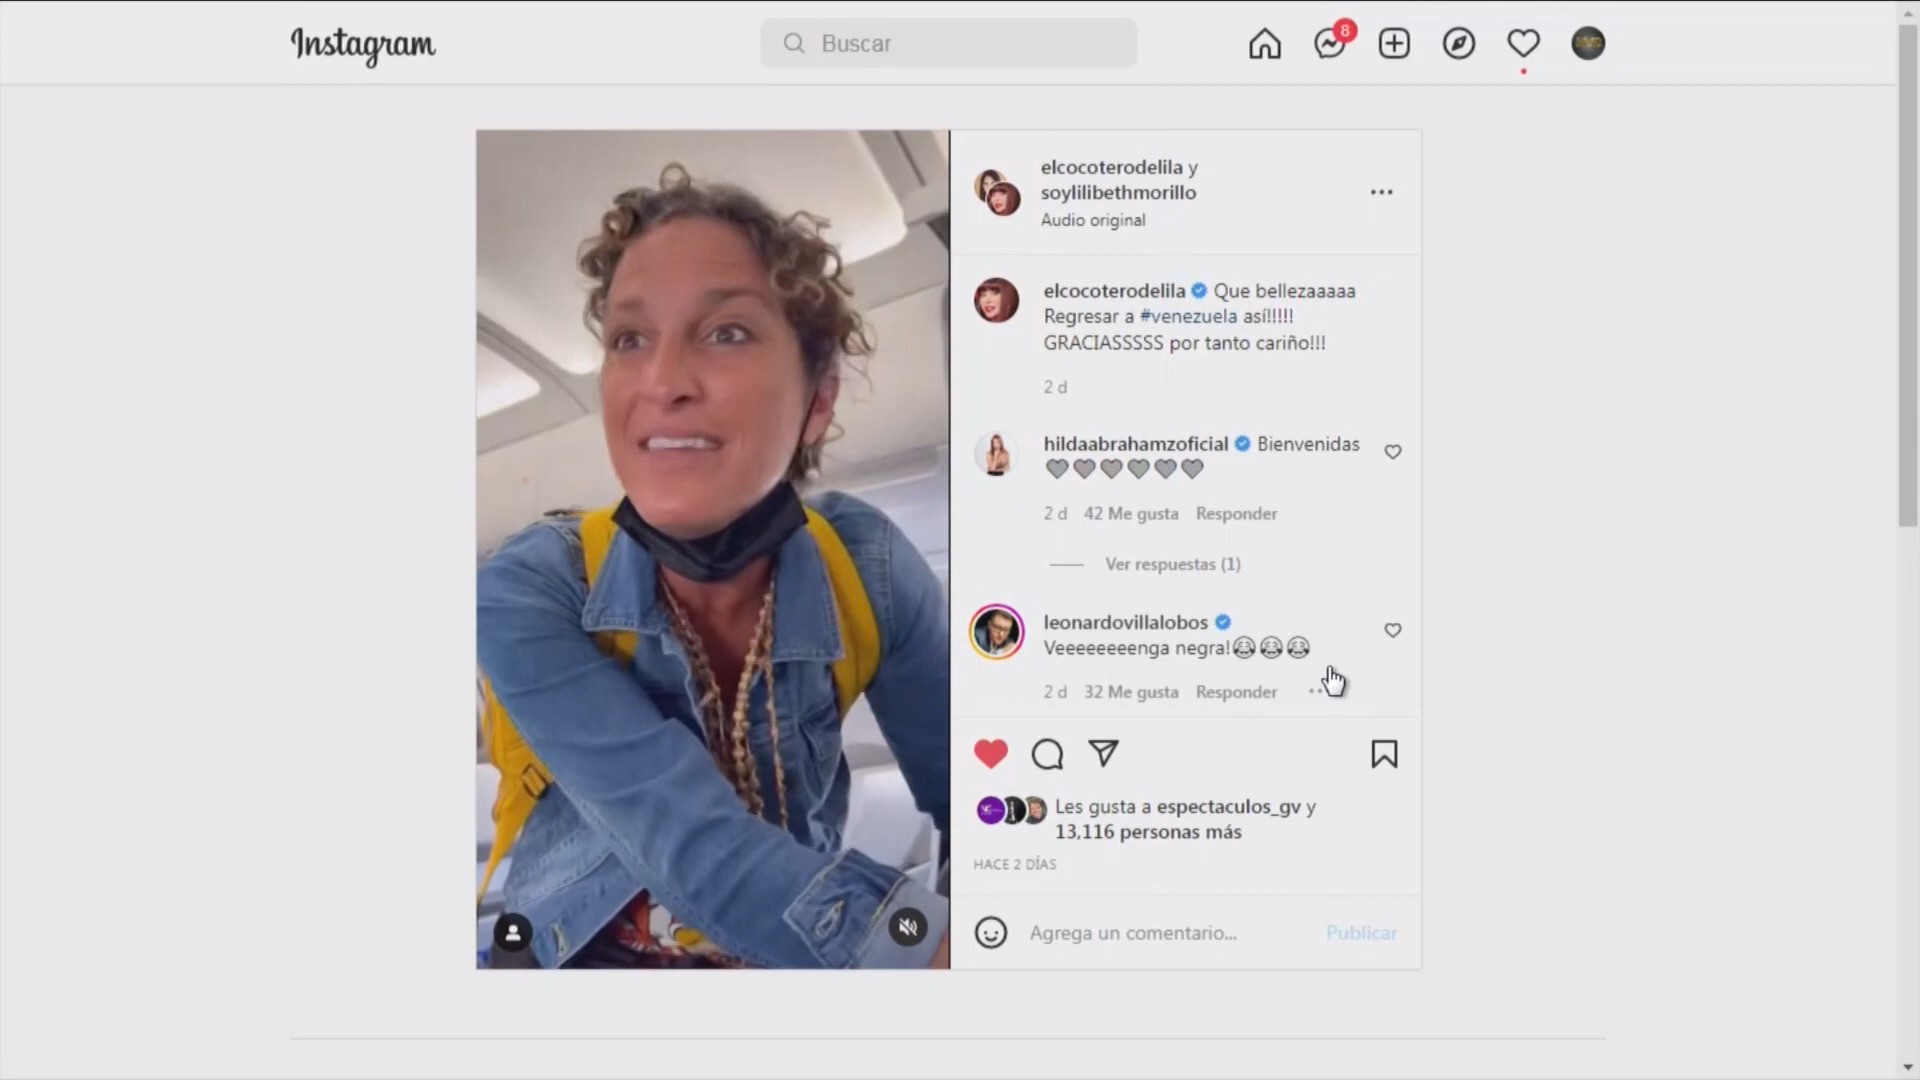 Instagram
Buscar
8
elcocoterodelila y
soylilibethmorillo
Audio original
elcocoterodelila Que bellezaaaaa
Regresar a #venezuela así!!!!!
GRACIASSSSS por tanto cariño!!!
2 d
hildaabrahamzoficial Bienvenidas
🖤🖤🖤🖤🖤🖤
2 d 42 Me gusta Responder
Ver respuestas (1)
leonardovillalobos
Veeeeeeeenga negra!😂😂😂
2 d 32 Me gusta Responder
Les gusta a espectaculos_gv y
13,116 personas más
HACE 2 DÍAS
Agrega un comentario...
Publicar